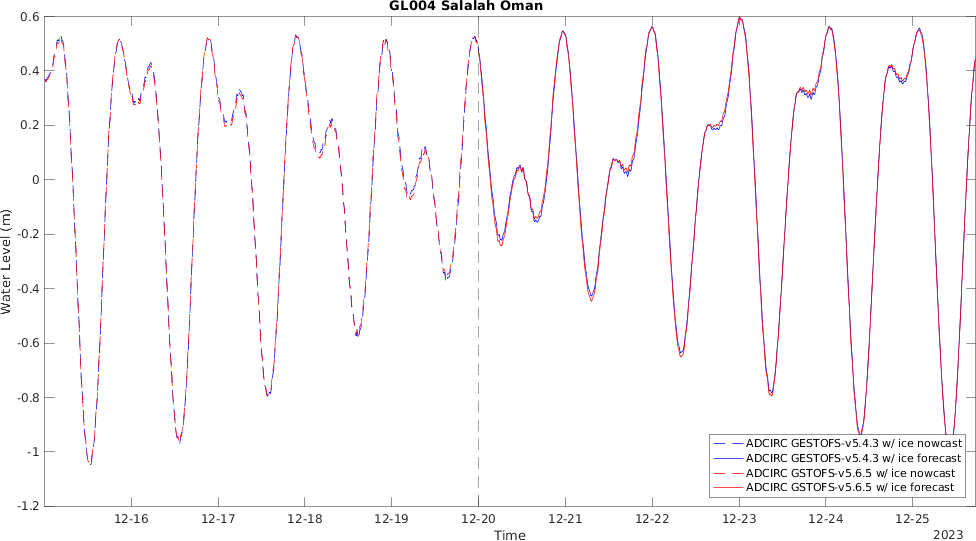 GL004 Salalah Oman
0.6
0.4
0.2
0
-0.2
-0.4
-0.6
-0.8
-1
-1.2
Water Level (m)
12-16 12-17 12-18 12-19 12-20 12-21 12-22 12-23 12-24 12-25
Time
2023
ADCIRC GESTOFS-v5.4.3 w/ ice nowcast
ADCIRC GESTOFS-v5.4.3 w/ ice forecast
ADCIRC GSTOFS-v5.6.5 w/ ice nowcast
ADCIRC GSTOFS-v5.6.5 w/ ice forecast